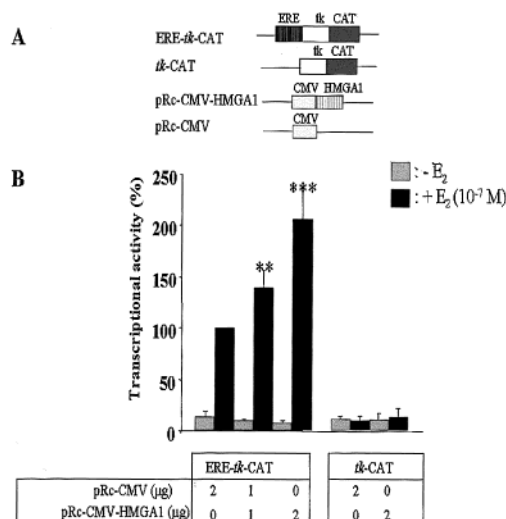 A
ERE tk CAT
ERE-tk-CAT
tk CAT
tk-CAT
CMV HMGA1
pRc-CMV-HMGA1
CMV
pRc-CMV
B
: - E2
: + E2 (10-7 M)
Transcriptional activity (%)
250
200
150
100
50
0
**
***
ERE-tk-CAT tk-CAT
pRc-CMV (µg) 2 1 0 2 0
pRc-CMV-HMGA1 (µg) 0 1 2 0 2